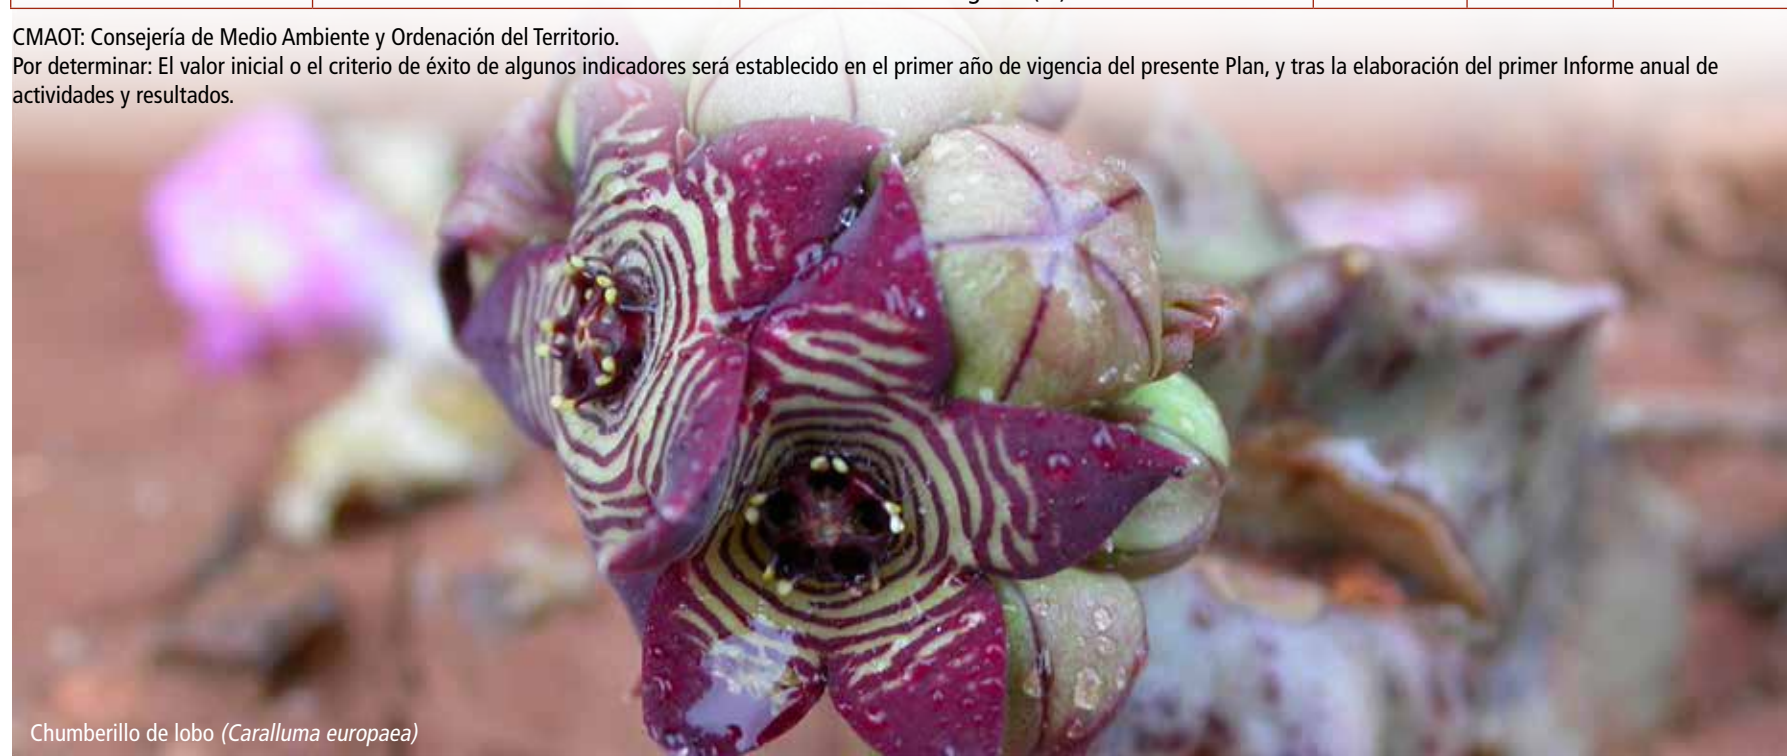 CMAOT: Consejería de Medio Ambiente y Ordenación del Territorio.
Por determinar: El valor inicial o el criterio de éxito de algunos indicadores será establecido en el primer año de vigencia del presente Plan, y tras la elaboración del primer Informe anual de
actividades y resultados.
Chumberillo de lobo (Caralluma europaea)